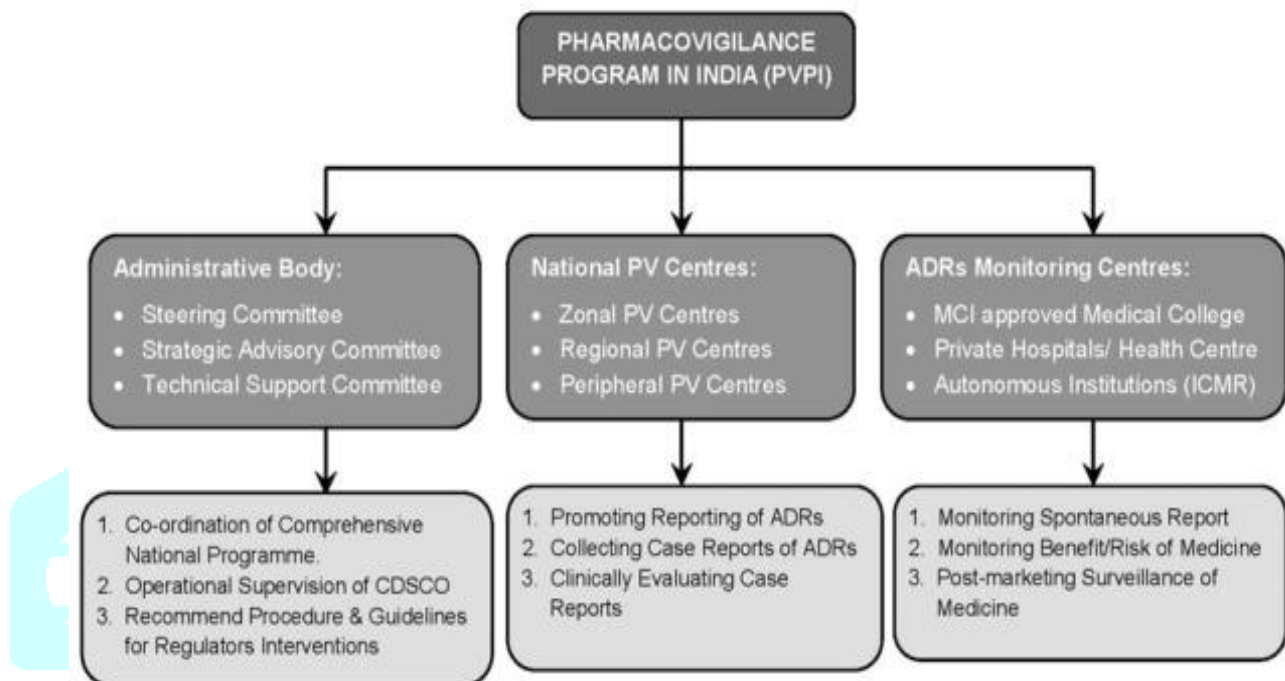 PHARMACOVIGILANCE
PROGRAM IN INDIA (PVPI)
Administrative Body:
• Steering Committee
• Strategic Advisory Committee
• Technical Support Committee
National PV Centres:
• Zonal PV Centres
• Regional PV Centres
• Peripheral PV Centres
ADRs Monitoring Centres:
• MCI approved Medical College
• Private Hospitals/ Health Centre
• Autonomous Institutions (ICMR)
1. Co-ordination of Comprehensive
National Programme.
2. Operational Supervision of CDSCO
3. Recommend Procedure & Guidelines
for Regulators Interventions
1. Promoting Reporting of ADRs
2. Collecting Case Reports of ADRs
3. Clinically Evaluating Case
Reports
1. Monitoring Spontaneous Report
2. Monitoring Benefit/Risk of Medicine
3. Post-marketing Surveillance of
Medicine